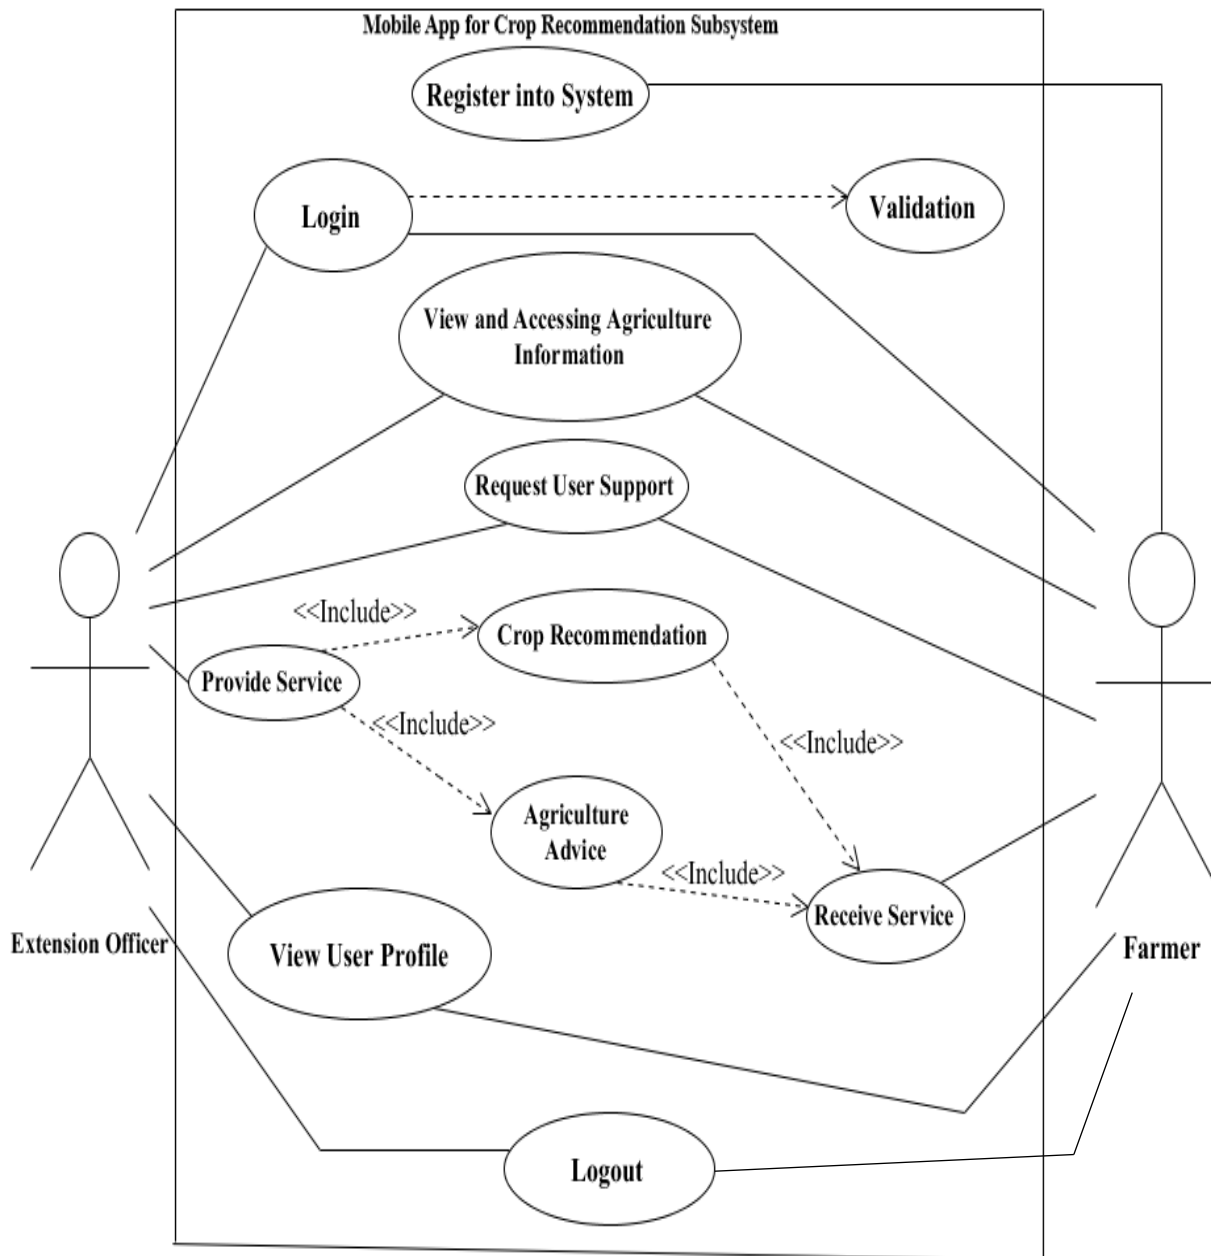 Mobile App for Crop Recommendation Subsystem
Register into System
Login
Validation
View and Accessing Agriculture
Information
Request User Support
<<Include>>
Crop Recommendation
Provide Service
<<Include>>
<<Include>>
Agriculture
Advice
<<Include>>
Receive Service
Extension Officer
View User Profile
Farmer
Logout